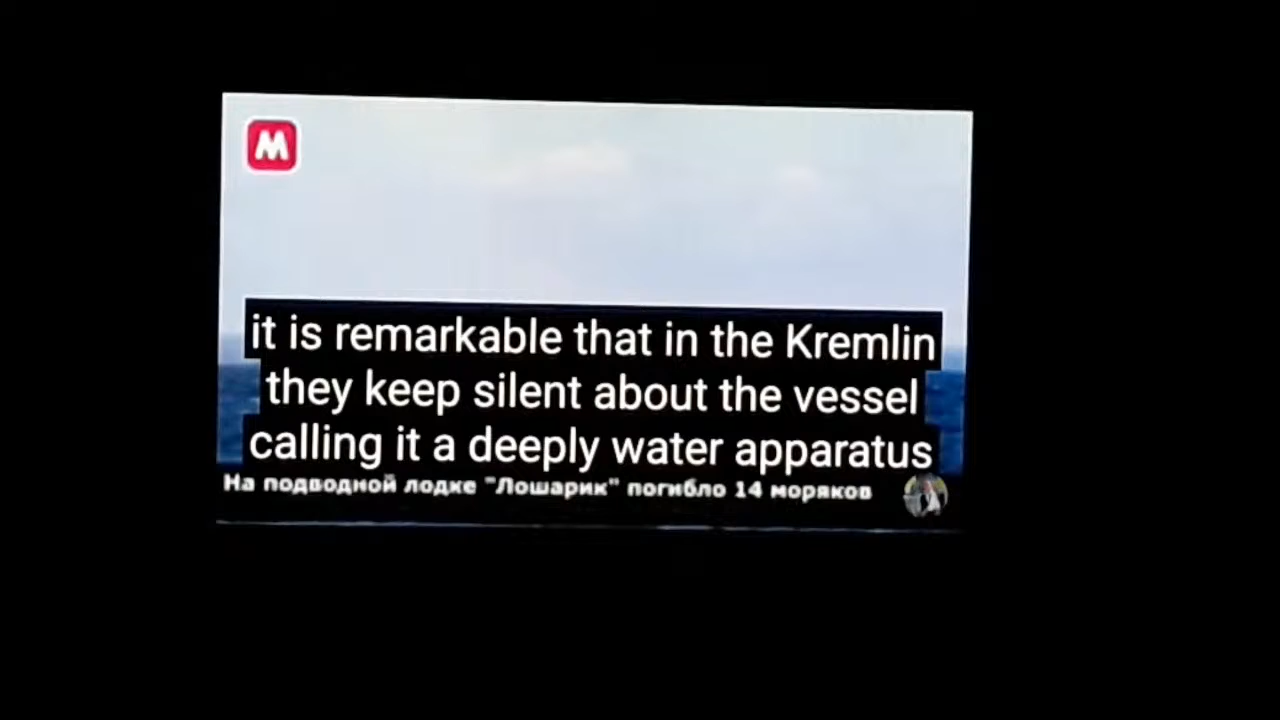 M
it is remarkable that in the Kremlin
they keep silent about the vessel
calling it a deeply water apparatus
На подводной лодке "Лошарик" погибло 14 моряков